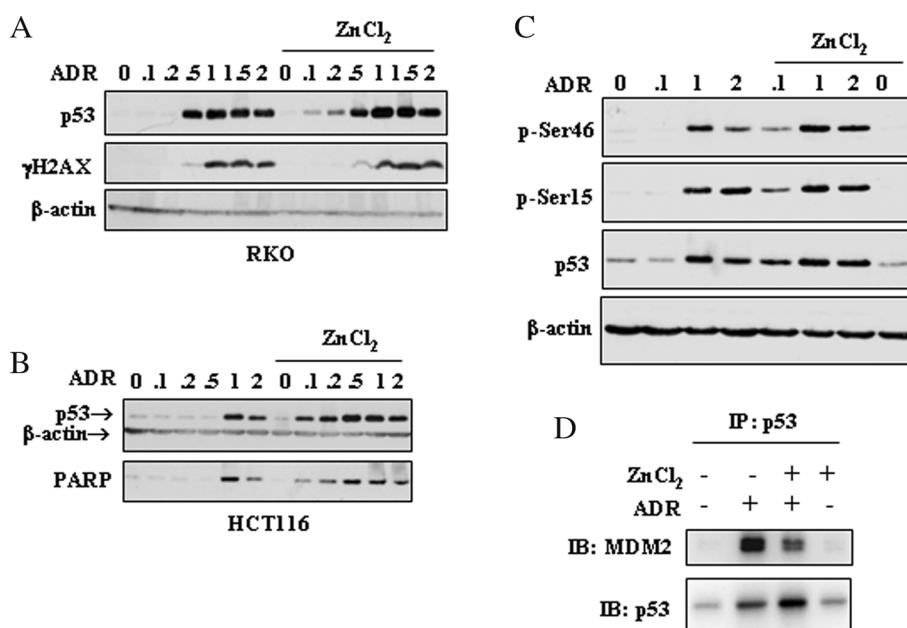 A
ZnCl2
ADR 0 .1 .2 .5 1 1.5 2 0 .1 .2 .5 1 1.5 2
p53
γH2AX
β-actin
RKO
B
ZnCl2
ADR 0 .1 .2 .5 1 2 0 .1 .2 .5 1 2
p53→
β-actin→
PARP
HCT116
C
ZnCl2
ADR 0 .1 1 2 .1 1 2 0
p-Ser46
p-Ser15
p53
β-actin
D
IP: p53
ZnCl2 - - + +
ADR - + + -
IB: MDM2
IB: p53